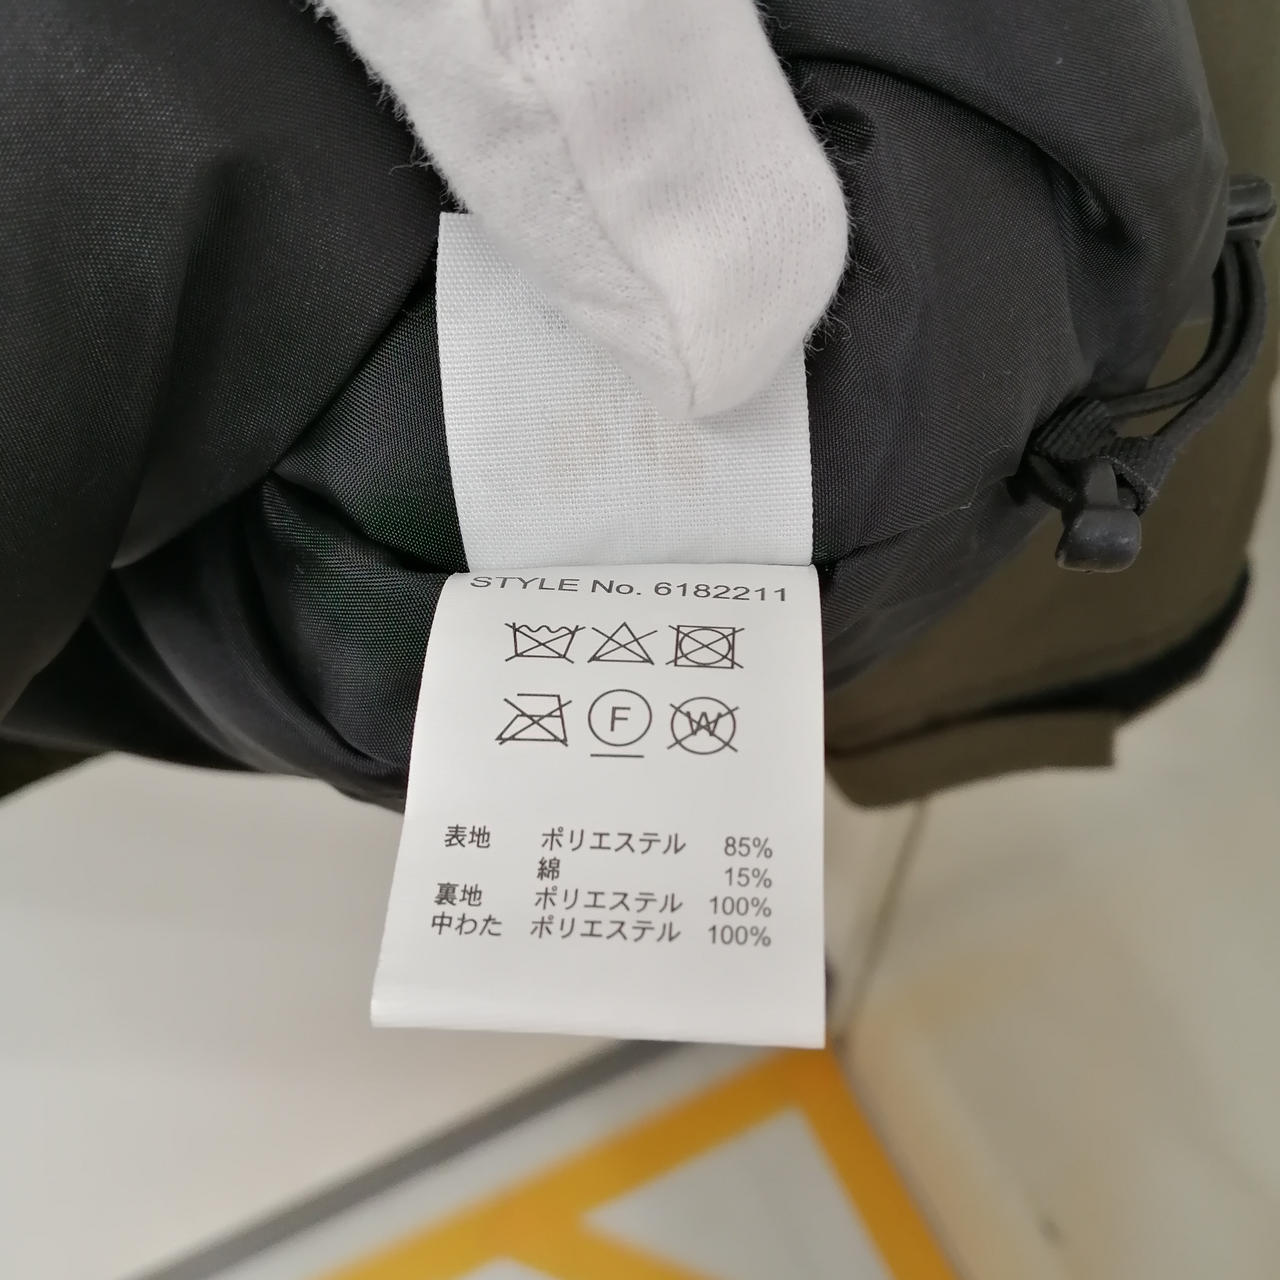 STYLE No. 6182211
F
W
表地 ポリエステル 85%
綿 15%
裏地 ポリエステル 100%
中わた ポリエステル 100%